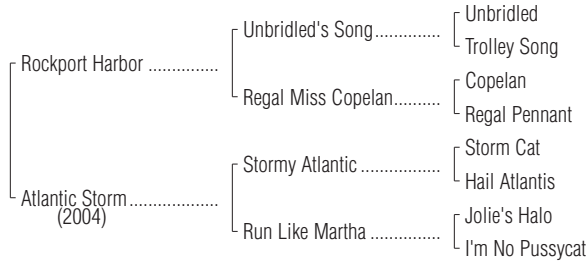 Unbridled
Unbridled's Song..............
Trolley Song
Rockport Harbor ...............
Copelan
Regal Miss Copelan..........
Regal Pennant
Storm Cat
Stormy Atlantic .................
Hail Atlantis
Atlantic Storm...................
(2004)
Jolie's Halo
Run Like Martha ...............
I'm No Pussycat